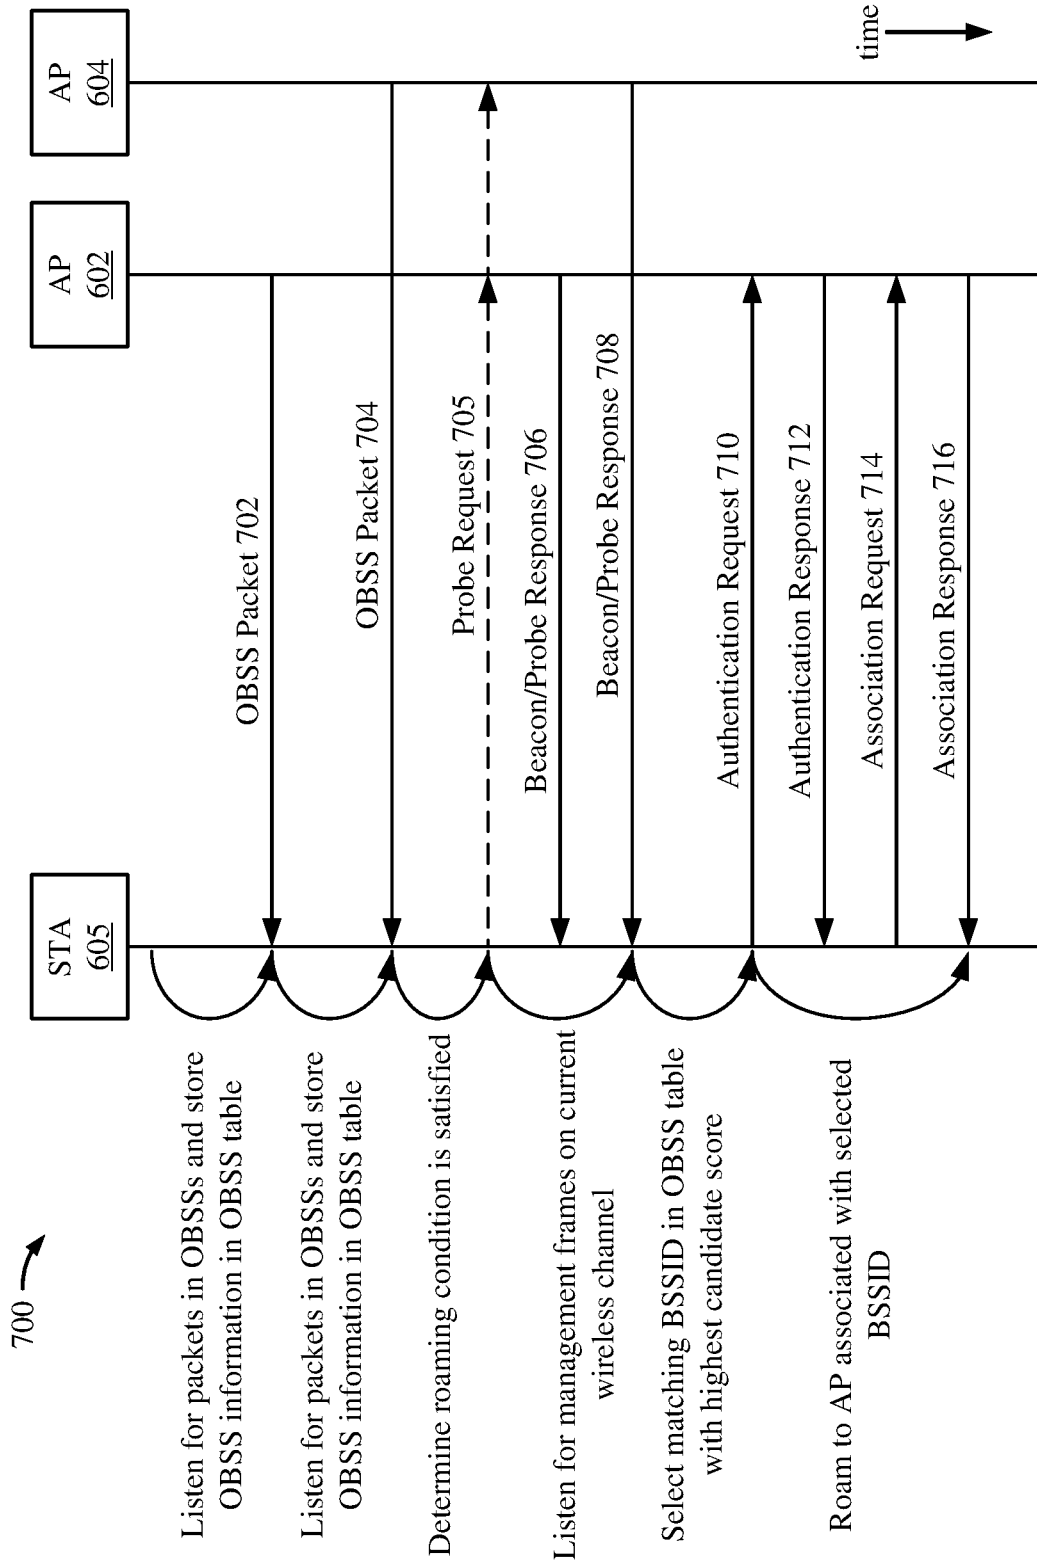 700
STA
605
AP
602
AP
604
time
Listen for packets in OBSSs and store
OBSS information in OBSS table
OBSS Packet 702
Listen for packets in OBSSs and store
OBSS information in OBSS table
OBSS Packet 704
Determine roaming condition is satisfied
Probe Request 705
Listen for management frames on current
wireless channel
Beacon/Probe Response 706
Beacon/Probe Response 708
Select matching BSSID in OBSS table
with highest candidate score
Authentication Request 710
Authentication Response 712
Roam to AP associated with selected
BSSID
Association Request 714
Association Response 716